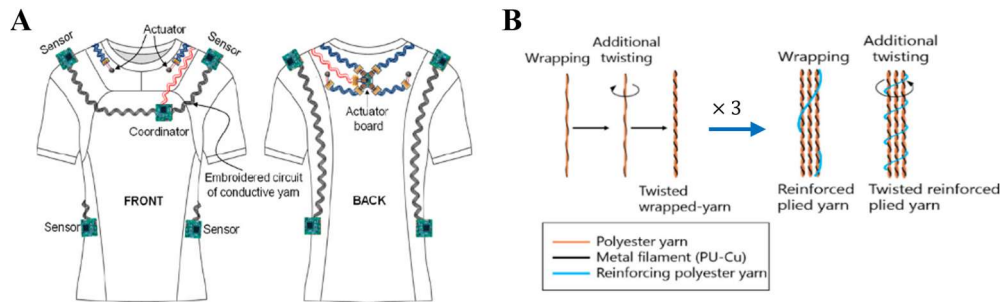 A
Actuator
Sensor
Sensor
Coordinator
Embroidered circuit
of conductive yarn
FRONT
Sensor
Sensor
Actuator
board
BACK
B
Wrapping
Additional
twisting
Twisted
wrapped-yarn
× 3
Wrapping
Additional
twisting
Reinforced
plied yarn
Twisted reinforced
plied yarn
Polyester yarn
Metal filament (PU-Cu)
Reinforcing polyester yarn